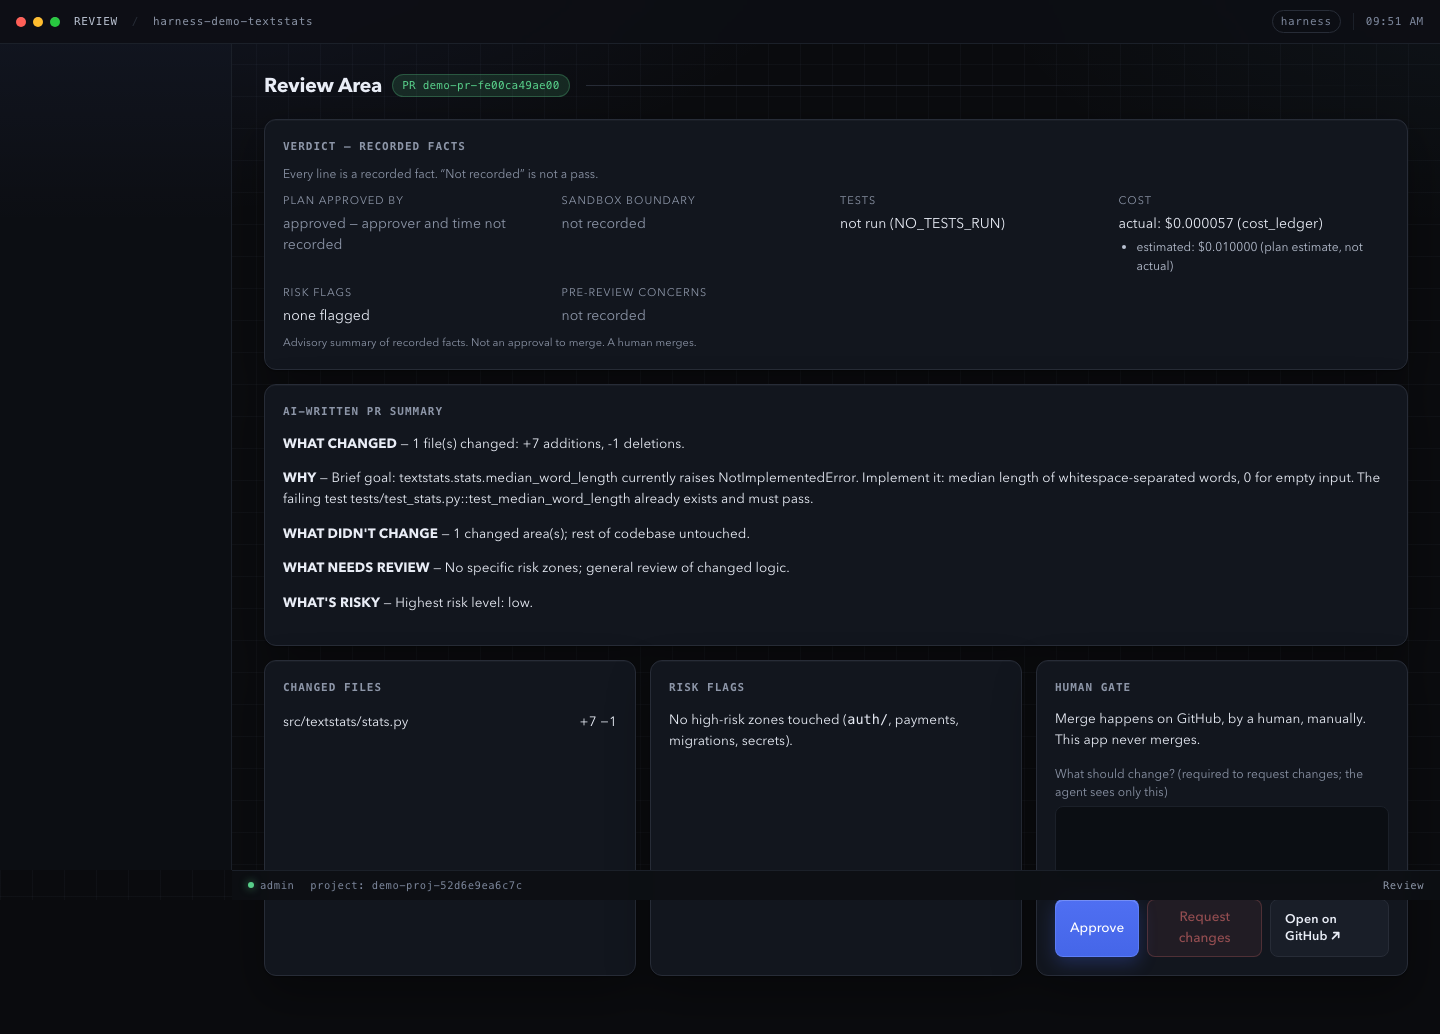 REVIEW / harness-demo-textstats
harness
09:51 AM
Review Area
PR demo-pr-fe00ca49ae00
VERDICT — RECORDED FACTS
Every line is a recorded fact. “Not recorded” is not a pass.
PLAN APPROVED BY
approved — approver and time not
recorded
SANDBOX BOUNDARY
not recorded
TESTS
not run (NO_TESTS_RUN)
COST
actual: $0.000057 (cost_ledger)
• estimated: $0.010000 (plan estimate, not
actual)
RISK FLAGS
none flagged
PRE-REVIEW CONCERNS
not recorded
Advisory summary of recorded facts. Not an approval to merge. A human merges.
AI-WRITTEN PR SUMMARY
WHAT CHANGED — 1 file(s) changed: +7 additions, -1 deletions.
WHY — Brief goal: textstats.stats.median_word_length currently raises NotImplementedError. Implement it: median length of whitespace-separated words, 0 for empty input. The
failing test tests/test_stats.py::test_median_word_length already exists and must pass.
WHAT DIDN'T CHANGE — 1 changed area(s); rest of codebase untouched.
WHAT NEEDS REVIEW — No specific risk zones; general review of changed logic.
WHAT'S RISKY — Highest risk level: low.
CHANGED FILES
src/textstats/stats.py +7 −1
RISK FLAGS
No high-risk zones touched (auth/, payments,
migrations, secrets).
HUMAN GATE
Merge happens on GitHub, by a human, manually.
This app never merges.
What should change? (required to request changes; the
agent sees only this)
admin project: demo-proj-52d6e9ea6c7c
Review
Approve
Request
changes
Open on
GitHub ↗